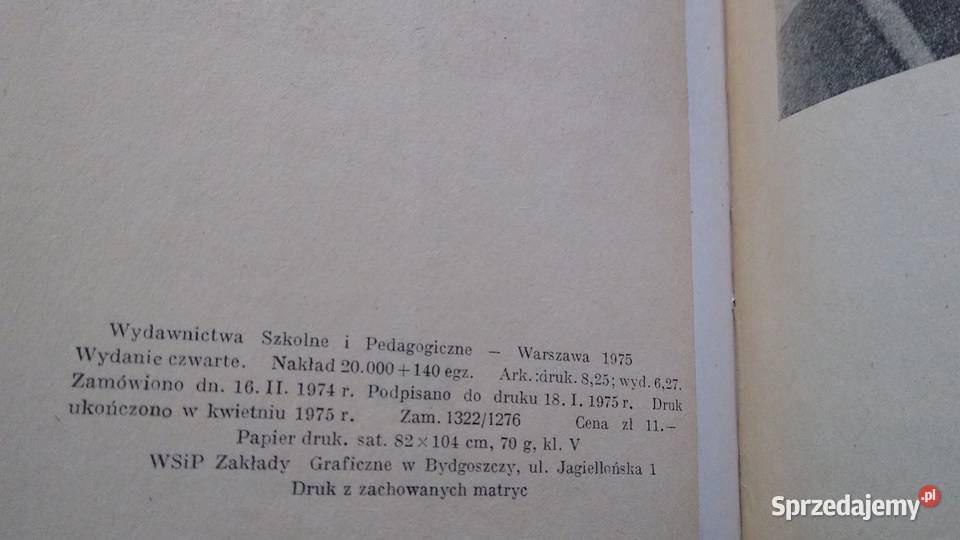 Wydawnictwa Szkolne i Pedagogiczne – Warszawa 1975
Wydanie czwarte. Nakład 20.000+140 egz. Ark.:druk. 8,25; wyd. 6,27.
Zamówiono dn. 16. II. 1974 r. Podpisano do druku 18. I. 1975 r. Druk
ukończono w kwietniu 1975 r. Zam. 1322/1276 Cena zł 11.–
Papier druk. sat. 82×104 cm, 70 g, kl. V
WSiP Zakłady Graficzne w Bydgoszczy, ul. Jagiellońska 1
Druk z zachowanych matryc
Sprzedajemy.pl